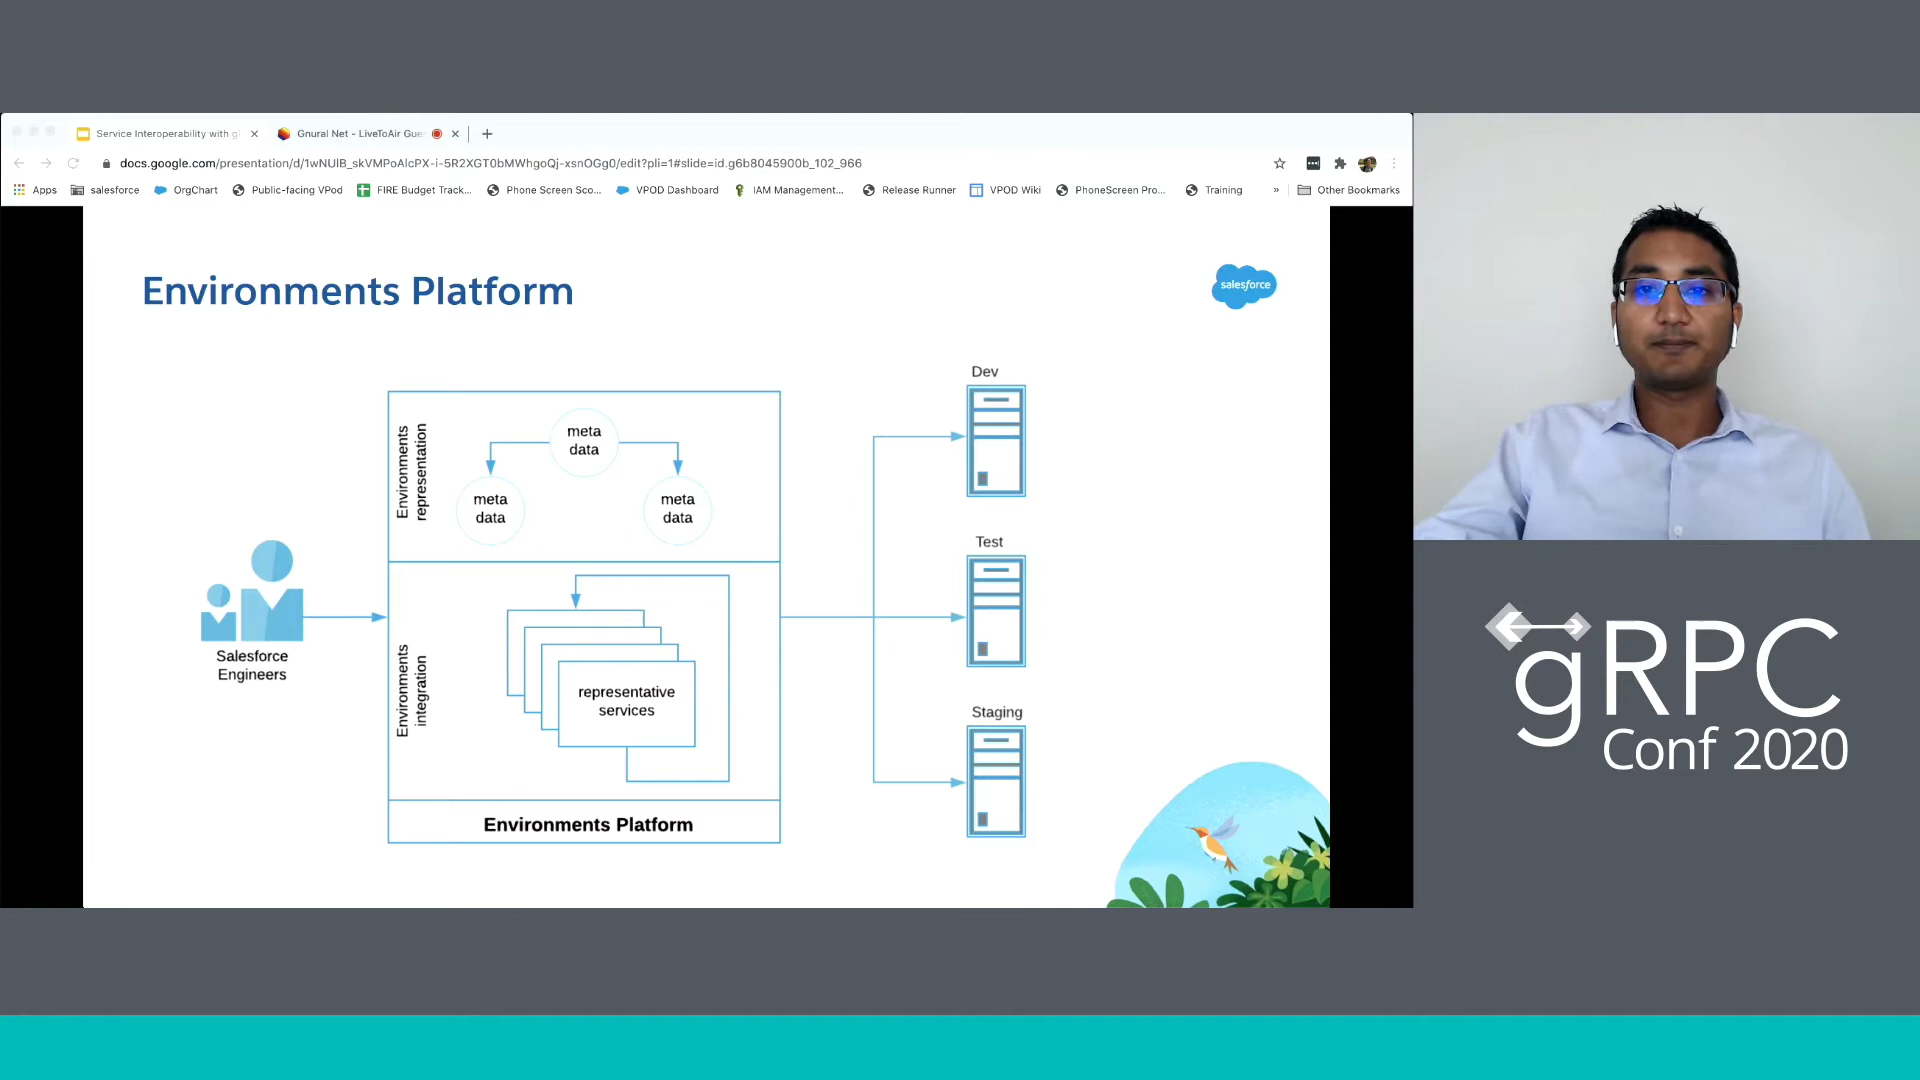 Service Interoperability with g
Gnural Net - LiveToAir Gue
docs.google.com/presentation/d/1wNUIB_skVMPoAlcPX-i-5R2XGT0bMWhgoQj-xsnOGg0/edit?pli=1#slide=id.g6b8045900b_102_966
Apps
salesforce
OrgChart
Public-facing VPod
FIRE Budget Track...
Phone Screen Sco...
VPOD Dashboard
IAM Management...
Release Runner
VPOD Wiki
PhoneScreen Pro...
Training
»
Other Bookmarks
Environments Platform
salesforce
Environments
representation
meta
data
meta
data
meta
data
Salesforce
Engineers
Environments
integration
representative
services
Environments Platform
Dev
Test
Staging
gRPC
Conf 2020